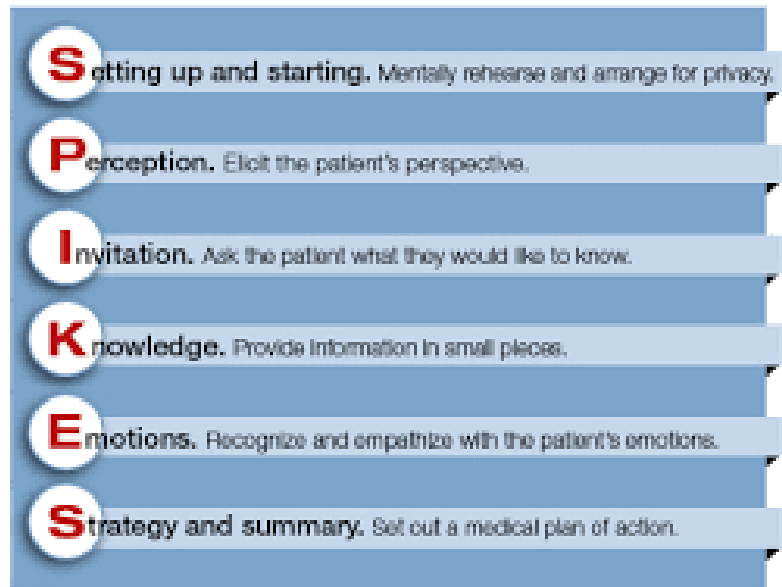 Setting up and starting. Mentally rehearse and arrange for privacy.
Perception. Elicit the patient's perspective.
Invitation. Ask the patient what they would like to know.
Knowledge. Provide information in small pieces.
Emotions. Recognize and empathize with the patient's emotions.
Strategy and summary. Set out a medical plan of action.